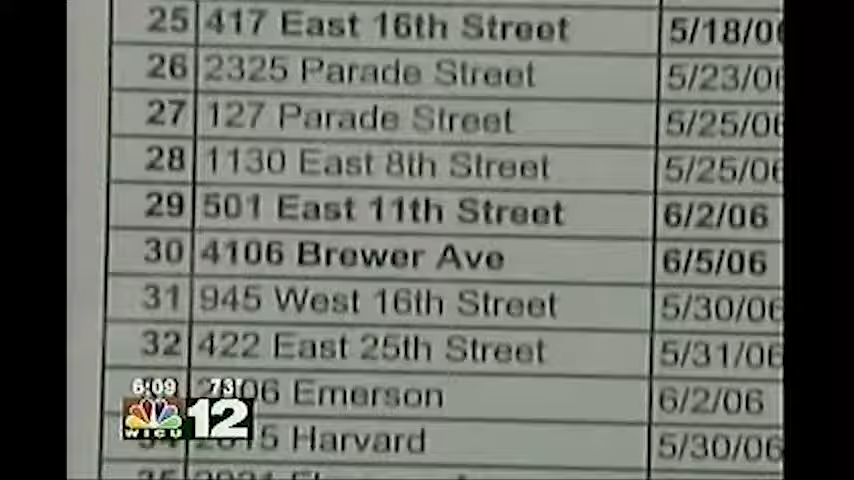 25 417 East 16th Street 5/18/06
26 2325 Parade Street 5/23/06
27 127 Parade Street 5/25/06
28 1130 East 8th Street 5/25/06
29 501 East 11th Street 6/2/06
30 4106 Brewer Ave 6/5/06
31 945 West 16th Street 5/30/06
32 422 East 25th Street 5/31/06
06 Emerson 6/2/06
Harvard 5/30/06
6:09 73
12
WICU